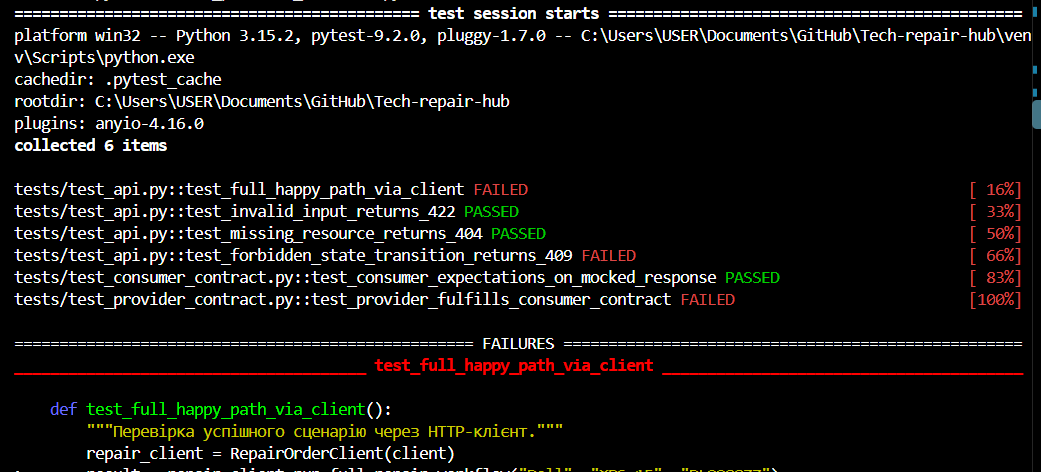 ============================================= test session starts ==============================================
platform win32 -- Python 3.15.2, pytest-9.2.0, pluggy-1.7.0 -- C:\Users\USER\Documents\GitHub\Tech-repair-hub\ven
v\Scripts\python.exe
cachedir: .pytest_cache
rootdir: C:\Users\USER\Documents\GitHub\Tech-repair-hub
plugins: anyio-4.16.0
collected 6 items
tests/test_api.py::test_full_happy_path_via_client FAILED [ 16%]
tests/test_api.py::test_invalid_input_returns_422 PASSED [ 33%]
tests/test_api.py::test_missing_resource_returns_404 PASSED [ 50%]
tests/test_api.py::test_forbidden_state_transition_returns_409 FAILED [ 66%]
tests/test_consumer_contract.py::test_consumer_expectations_on_mocked_response PASSED [ 83%]
tests/test_provider_contract.py::test_provider_fulfills_consumer_contract FAILED [100%]
=================================================== FAILURES ===================================================
_______________________________________ test_full_happy_path_via_client ________________________________________
def test_full_happy_path_via_client():
"""Перевірка успішного сценарію через HTTP-клієнт."""
repair_client = RepairOrderClient(client)